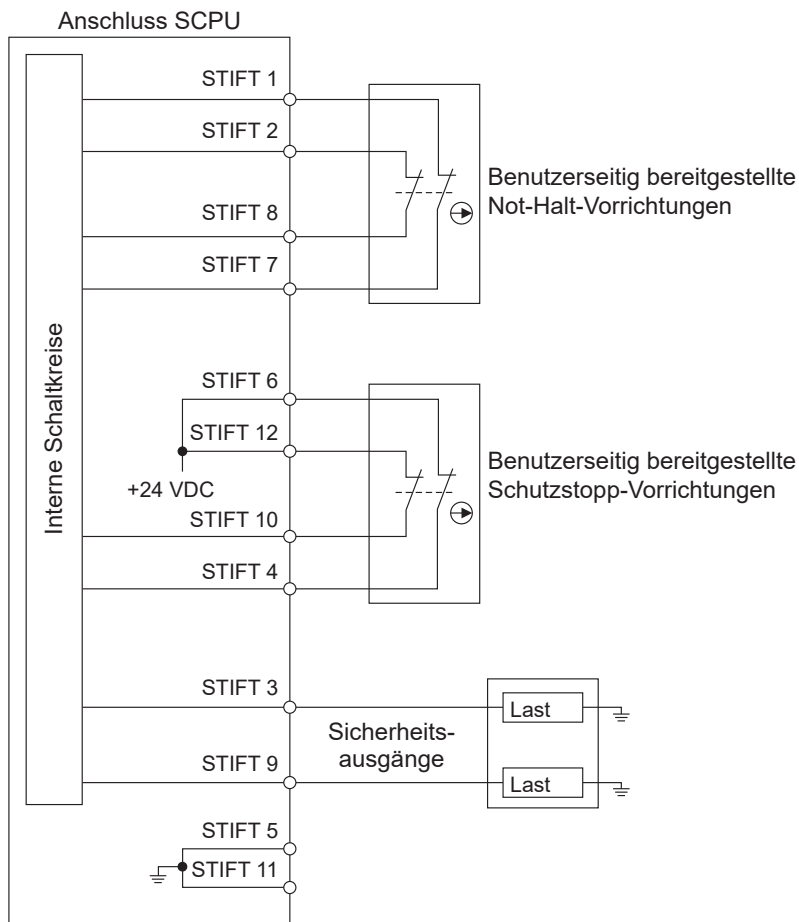 Anschluss SCPU
STIFT 1
STIFT 2
STIFT 8
STIFT 7
Benutzerseitig bereitgestellte
Not-Halt-Vorrichtungen
Interne Schaltkreise
STIFT 6
STIFT 12
+24 VDC
STIFT 10
STIFT 4
Benutzerseitig bereitgestellte
Schutzstopp-Vorrichtungen
STIFT 3
Sicherheits-
ausgänge
Last
STIFT 9
Last
STIFT 5
STIFT 11